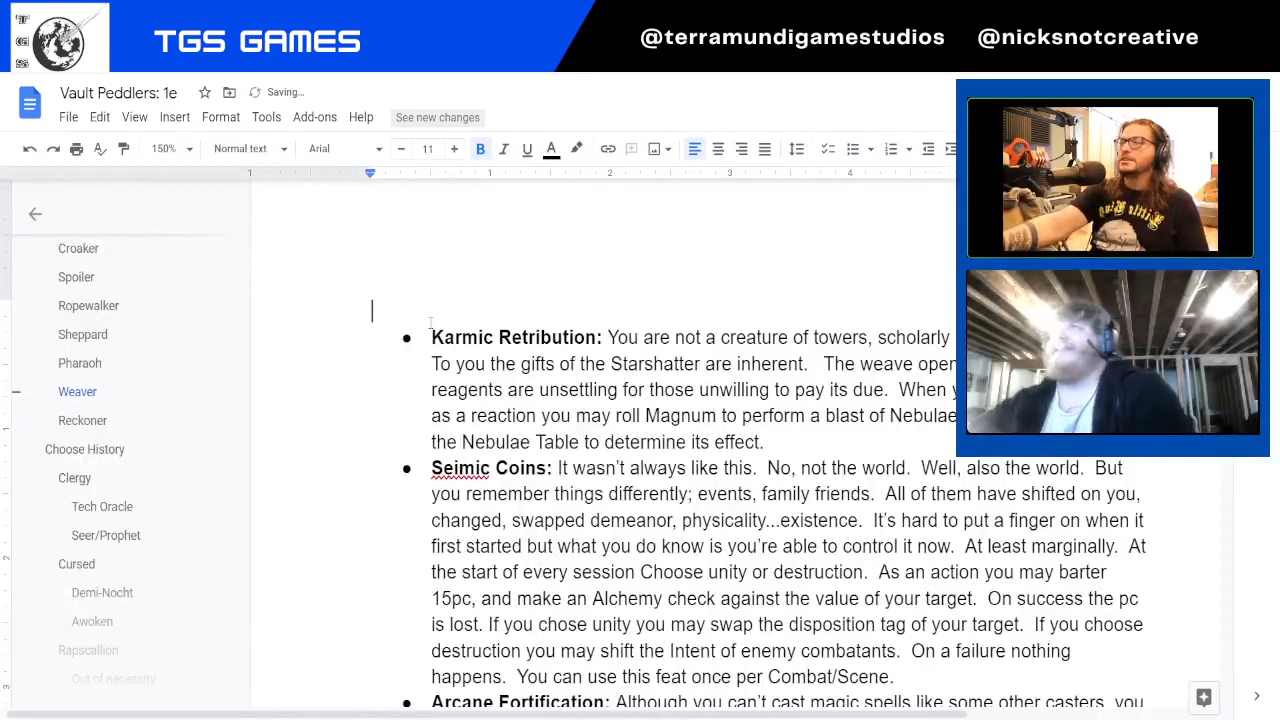 T
G
S
TGS GAMES
@terramundigamestudios @nicksnotcreative
Vault Peddlers: 1e Saving...
File Edit View Insert Format Tools Add-ons Help See new changes
150% Normal text Arial 11 B I U A
1 1 2 3 4
Croaker
Spoiler
Ropewalker
Sheppard
Pharaoh
Weaver
Reckoner
Choose History
Clergy
Tech Oracle
Seer/Prophet
Cursed
Demi-Nocht
Awoken
Rapscallion
Out of necessity
Karmic Retribution: You are not a creature of towers, scholarly
To you the gifts of the Starshatter are inherent. The weave open
reagents are unsettling for those unwilling to pay its due. When
as a reaction you may roll Magnum to perform a blast of Nebulae
the Nebulae Table to determine its effect.
Seimic Coins: It wasn't always like this. No, not the world. Well, also the world. But
you remember things differently; events, family friends. All of them have shifted on you,
changed, swapped demeanor, physicality...existence. It's hard to put a finger on when it
first started but what you do know is you're able to control it now. At least marginally. At
the start of every session Choose unity or destruction. As an action you may barter
15pc, and make an Alchemy check against the value of your target. On success the pc
is lost. If you chose unity you may swap the disposition tag of your target. If you choose
destruction you may shift the Intent of enemy combatants. On a failure nothing
happens. You can use this feat once per Combat/Scene.
Arcane Fortification: Although you can't cast magic spells like some other casters, you